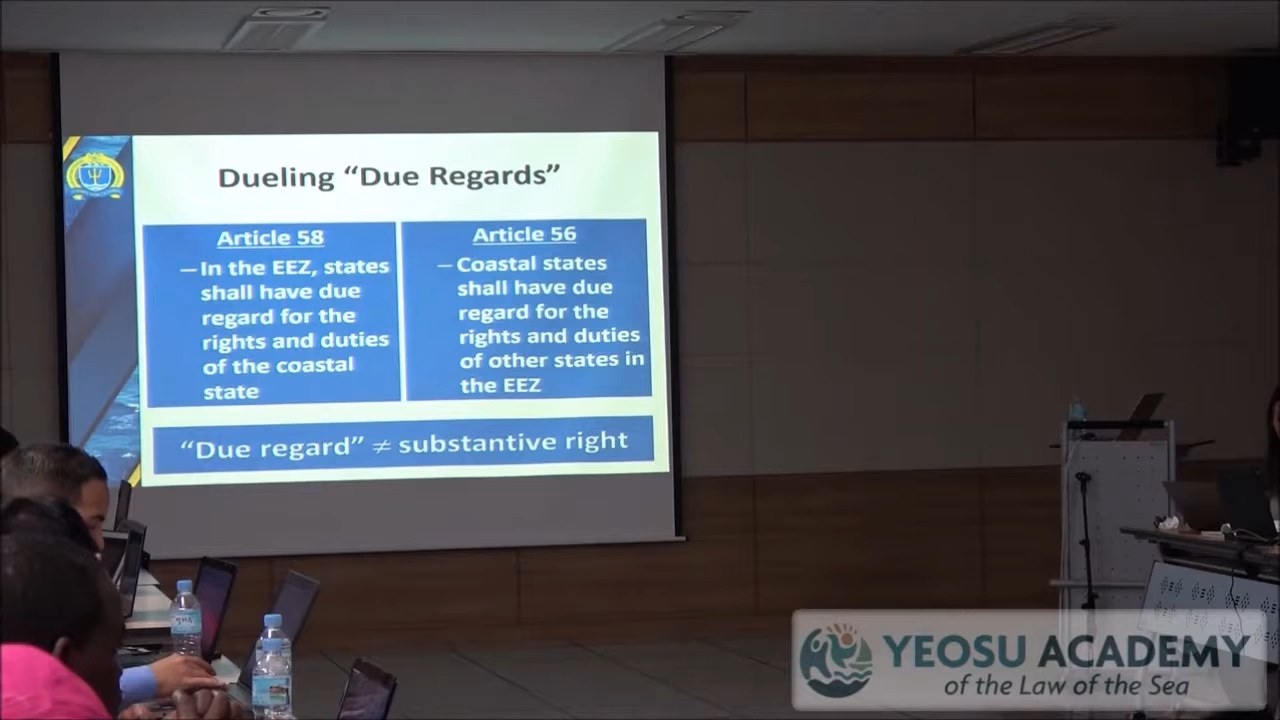 Dueling “Due Regards”
Article 58
– In the EEZ, states
shall have due
regard for the
rights and duties
of the coastal
state
Article 56
– Coastal states
shall have due
regard for the
rights and duties
of other states in
the EEZ
“Due regard” ≠ substantive right
YEOSU ACADEMY
of the Law of the Sea